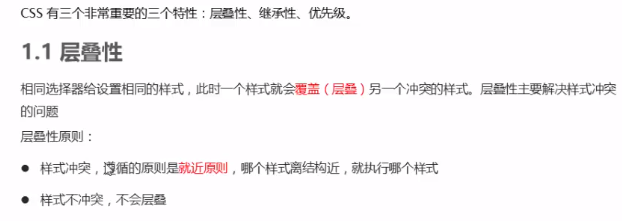 CSS 有三个非常重要的三个特性：层叠性、继承性、优先级。
1.1 层叠性
相同选择器给设置相同的样式，此时一个样式就会覆盖（层叠）另一个冲突的样式。层叠性主要解决样式冲突
的问题
层叠性原则：
● 样式冲突，遵循的原则是就近原则，哪个样式离结构近，就执行哪个样式
● 样式不冲突，不会层叠